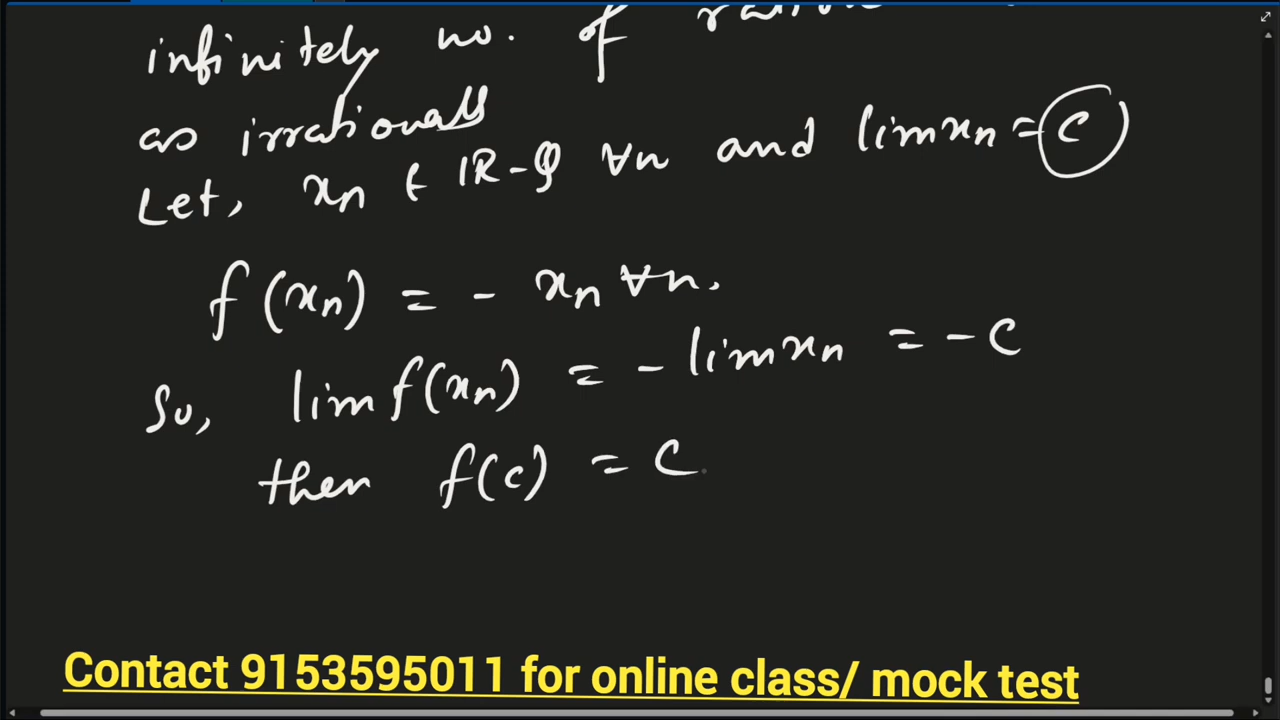 infinitely no. of
as irrationals
Let, xn ∈ IR-Q ∀n and lim xn = c
f(xn) = - xn ∀n.
So, lim f(xn) = - lim xn = - c
then f(c) = c
Contact 9153595011 for online class/ mock test